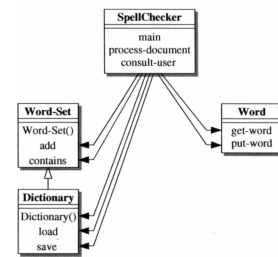 SpellChecker
main
process-document
consult-user
Word-Set
Word-Set()
add
contains
Word
get-word
put-word
Dictionary
Dictionary()
load
save